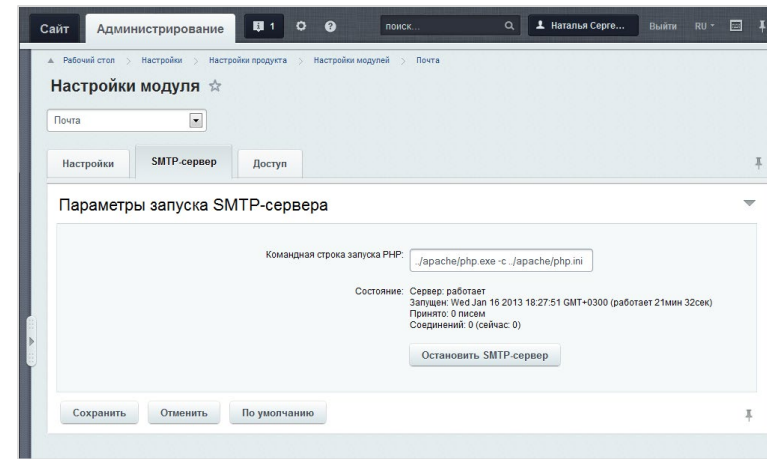 Сайт Администрирование 1 поиск... Наталья Серге... Выйти RU
Рабочий стол Настройки Настройки продукта Настройки модулей Почта
Настройки модуля
Почта
Настройки SMTP-сервер Доступ
Параметры запуска SMTP-сервера
Командная строка запуска PHP: ../apache/php.exe -c ../apache/php.ini
Состояние: Сервер: работает
Запущен: Wed Jan 16 2013 18:27:51 GMT+0300 (работает 21мин 32сек)
Принято: 0 писем
Соединений: 0 (сейчас: 0)
Остановить SMTP-сервер
Сохранить Отменить По умолчанию